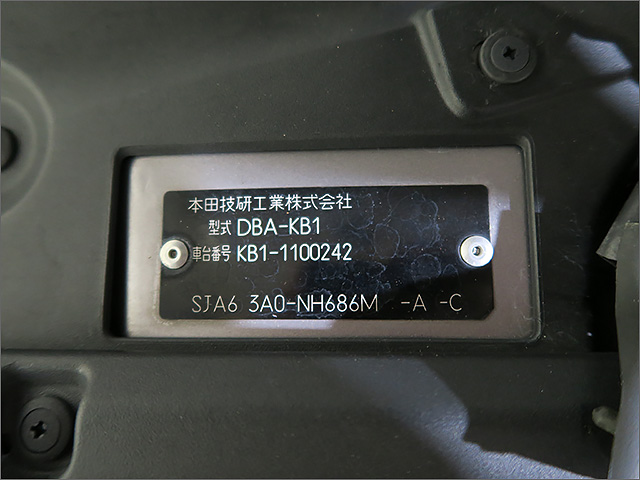 本田技研工業株式会社
型式 DBA-KB1
車台番号 KB1-1100242
SJA6 3A0-NH686M -A -C